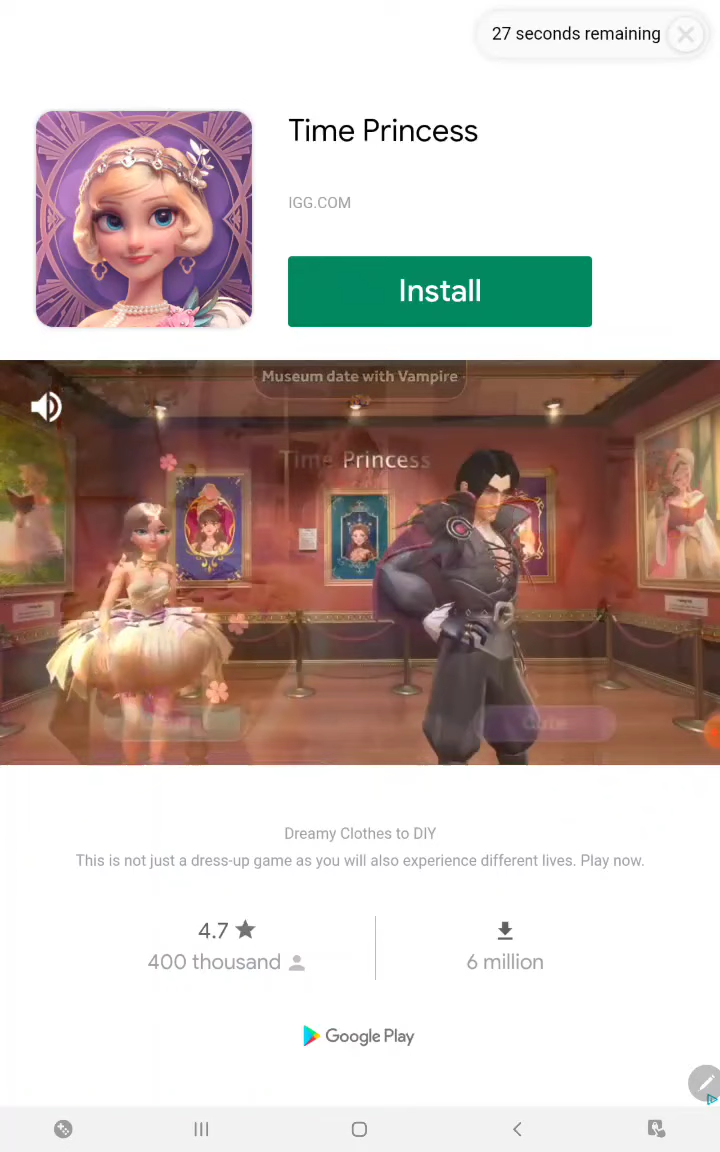 27 seconds remaining
Time Princess
IGG.COM
Install
Museum date with Vampire
Time Princess
Cute
Dreamy Clothes to DIY
This is not just a dress-up game as you will also experience different lives. Play now.
4.7
400 thousand
6 million
Google Play